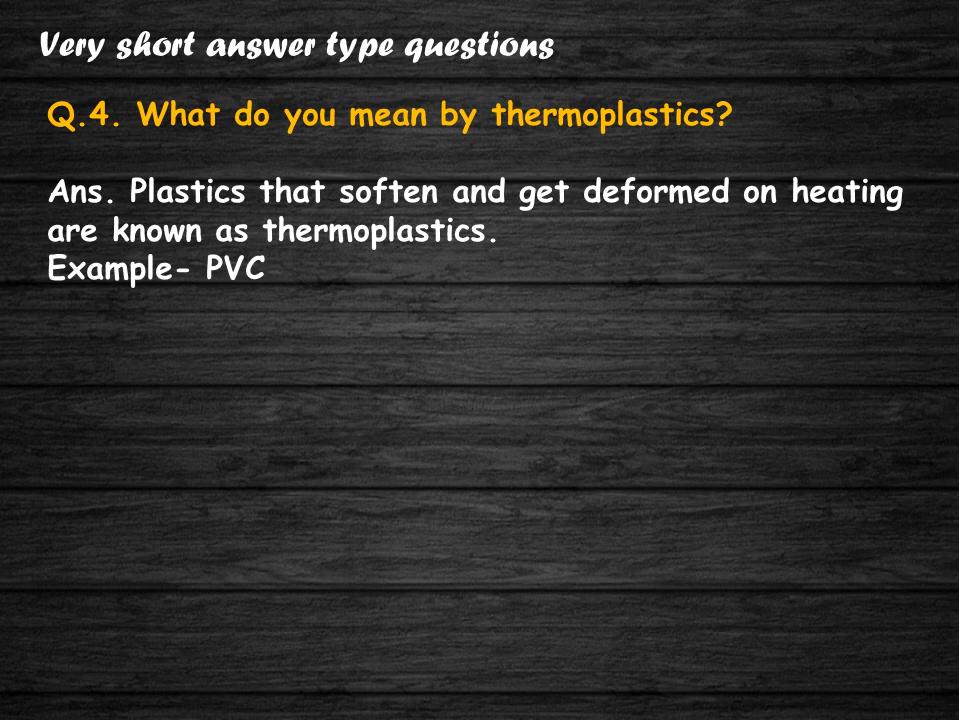 Very short answer type questions
Q.4. What do you mean by thermoplastics?
Ans. Plastics that soften and get deformed on heating
are known as thermoplastics.
Example- PVC